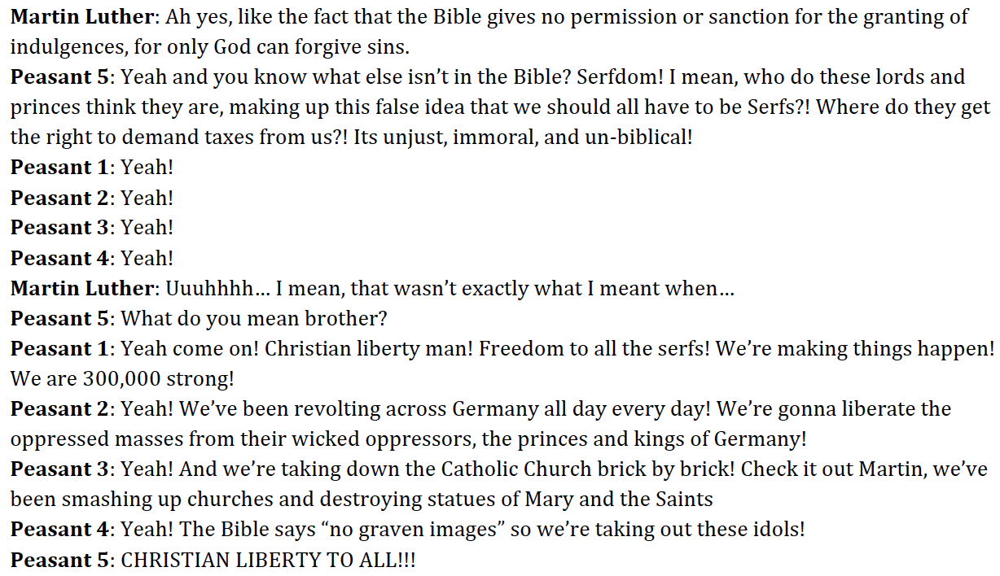 Martin Luther: Ah yes, like the fact that the Bible gives no permission or sanction for the granting of
indulgences, for only God can forgive sins.
Peasant 5: Yeah and you know what else isn’t in the Bible? Serfdom! I mean, who do these lords and
princes think they are, making up this false idea that we should all have to be Serfs?! Where do they get
the right to demand taxes from us?! Its unjust, immoral, and un-biblical!
Peasant 1: Yeah!
Peasant 2: Yeah!
Peasant 3: Yeah!
Peasant 4: Yeah!
Martin Luther: Uuuhhhh… I mean, that wasn’t exactly what I meant when…
Peasant 5: What do you mean brother?
Peasant 1: Yeah come on! Christian liberty man! Freedom to all the serfs! We’re making things happen!
We are 300,000 strong!
Peasant 2: Yeah! We’ve been revolting across Germany all day every day! We’re gonna liberate the
oppressed masses from their wicked oppressors, the princes and kings of Germany!
Peasant 3: Yeah! And we’re taking down the Catholic Church brick by brick! Check it out Martin, we’ve
been smashing up churches and destroying statues of Mary and the Saints
Peasant 4: Yeah! The Bible says “no graven images” so we’re taking out these idols!
Peasant 5: CHRISTIAN LIBERTY TO ALL!!!